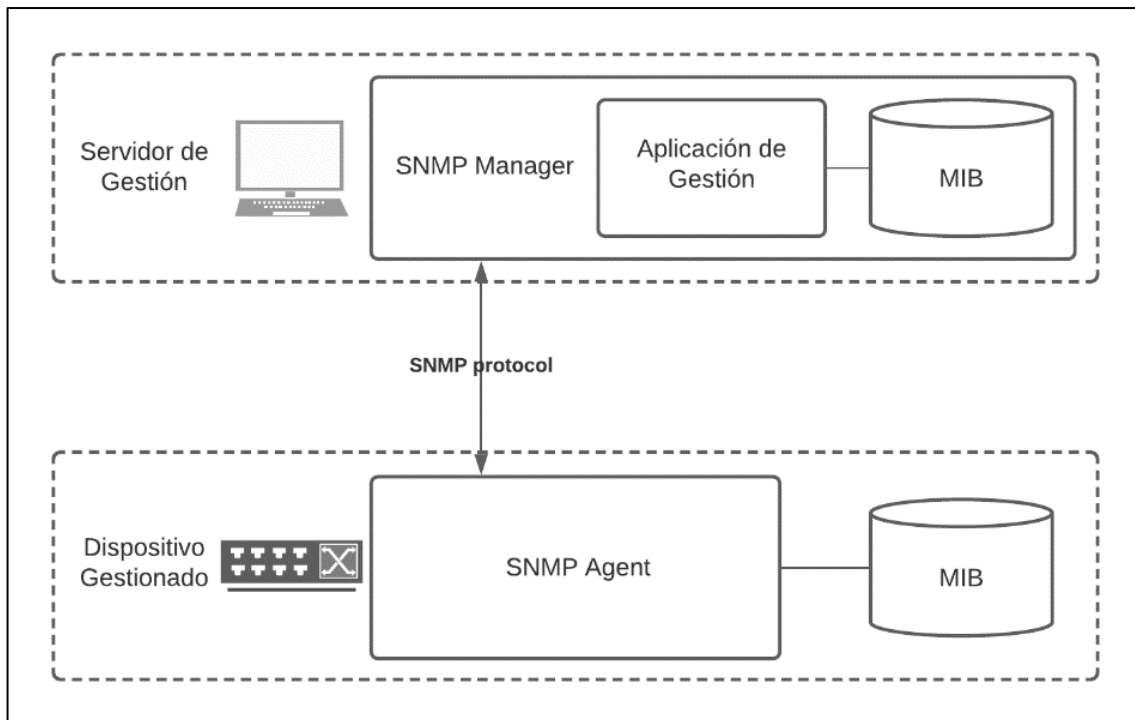 Servidor de
Gestión
SNMP Manager
Aplicación de
Gestión
MIB
SNMP protocol
Dispositivo
Gestionado
SNMP Agent
MIB